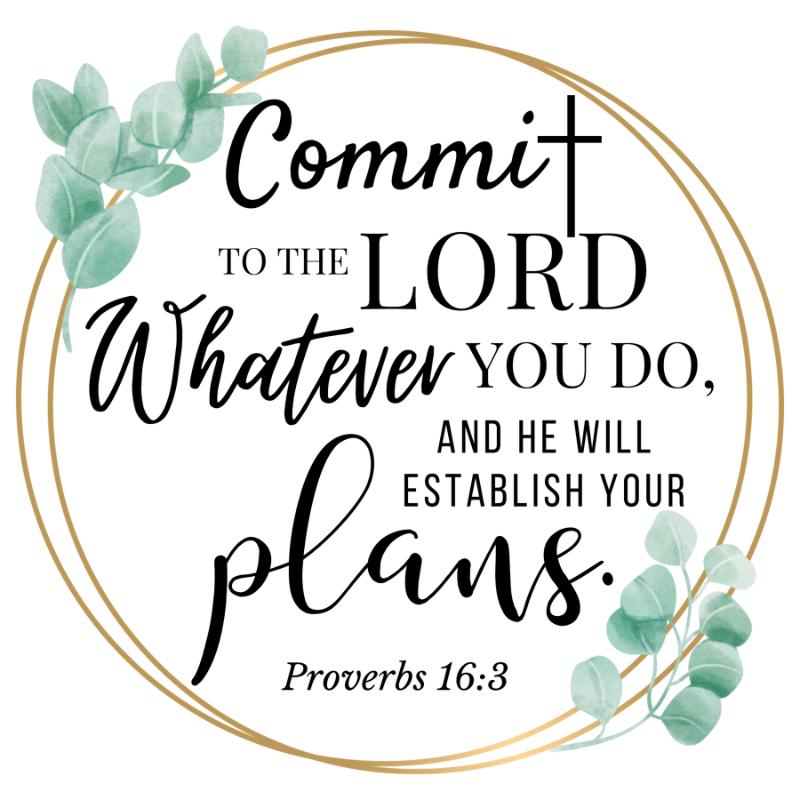 Commit
TO THE LORD
Whatever YOU DO,
AND HE WILL
ESTABLISH YOUR
plans.
Proverbs 16:3